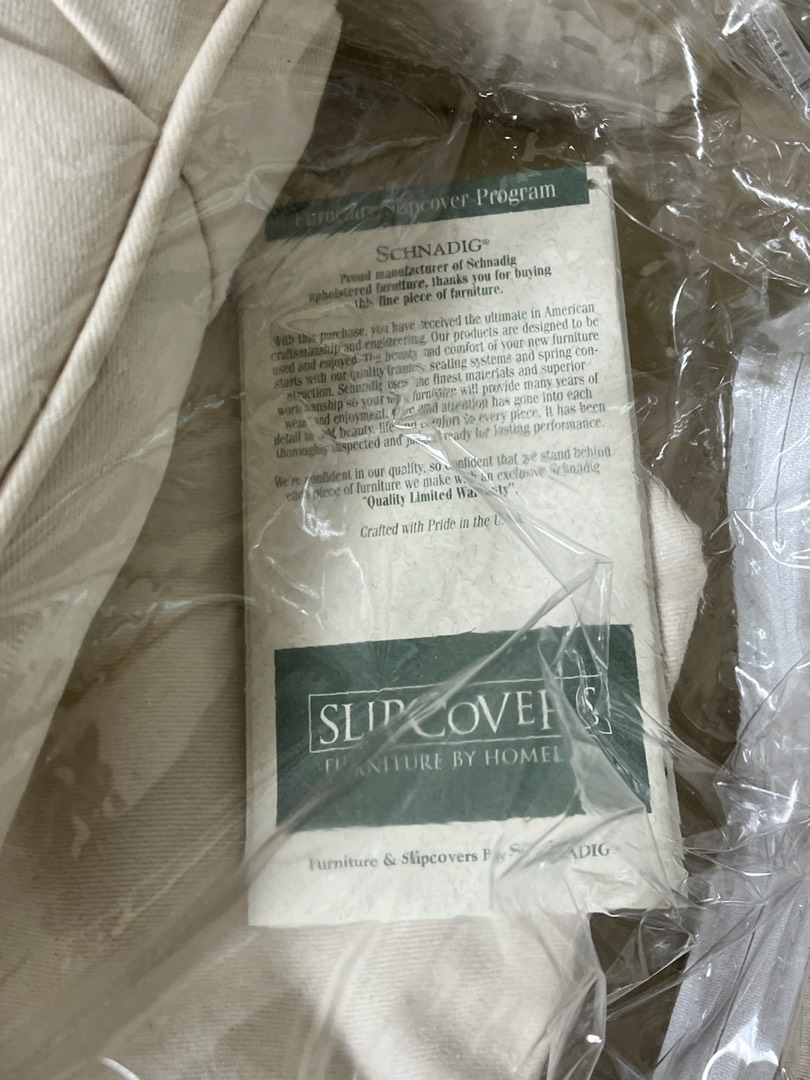 Furniture Slipcover Program
SCHNADIG®
Proud manufacturer of Schnadig
upholstered furniture, thanks you for buying
this fine piece of furniture.
With this purchase, you have received the ultimate in American
craftsmanship and engineering. Our products are designed to be
used and enjoyed. The beauty and comfort of your new furniture
starts with our quality frames, seating systems and spring con-
struction. Schnadig uses the finest materials and superior
workmanship so your furniture will provide many years of
wear and enjoyment. Care and attention has gone into each
detail to beauty, life and comfort to every piece. It has been
thoroughly inspected and ready for lasting performance.
We're confident in our quality, so confident that we stand behind
each piece of furniture we make with an exclusive Schnadig
"Quality Limited Warranty".
Crafted with Pride in the
SLIPCOVERS
FURNITURE BY
Furniture & Slipcovers By SCHNADIG